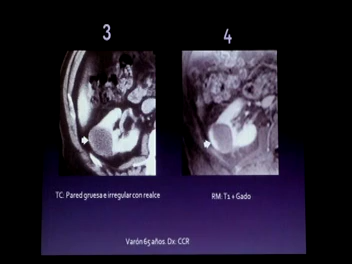 3
4
TC: Pared gruesa e irregular con realce
RM: T1 + Gado
Varón 65 años. Dx: CCR